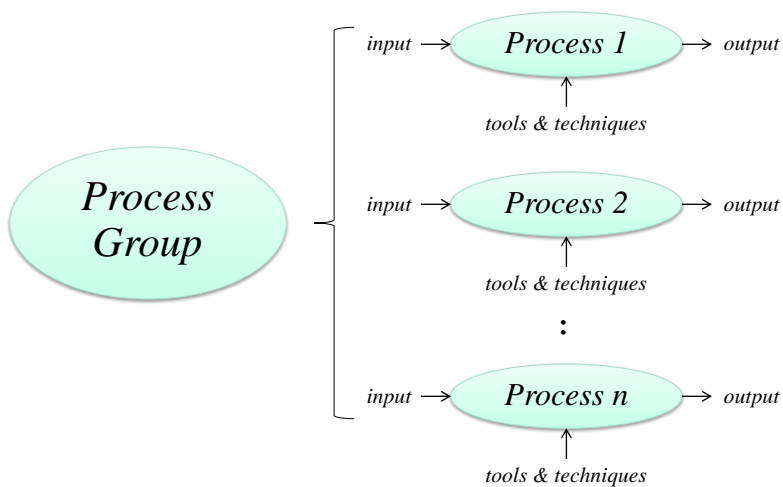 input
Process 1
output
tools & techniques
Process
Group
input
Process 2
output
tools & techniques
:
input
Process n
output
tools & techniques